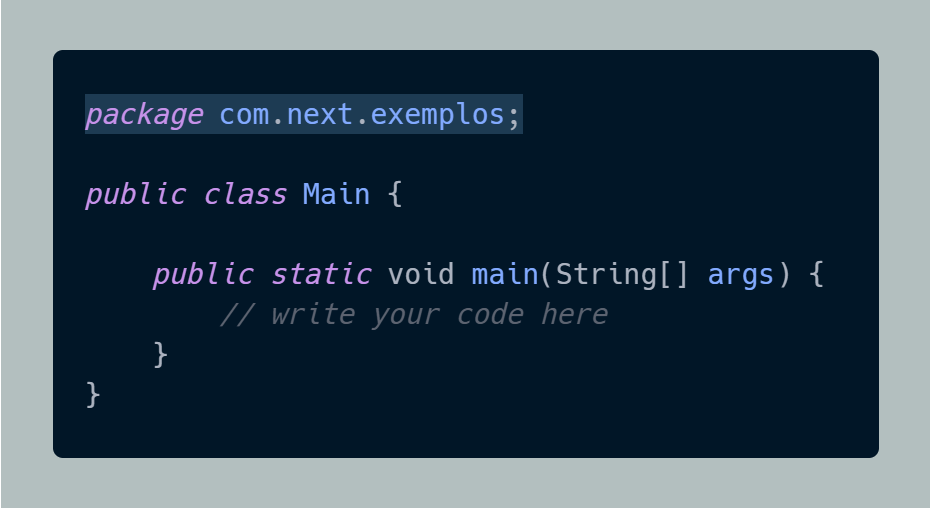 package com.next.exemplos;
public class Main {
public static void main(String[] args) {
// write your code here
}
}